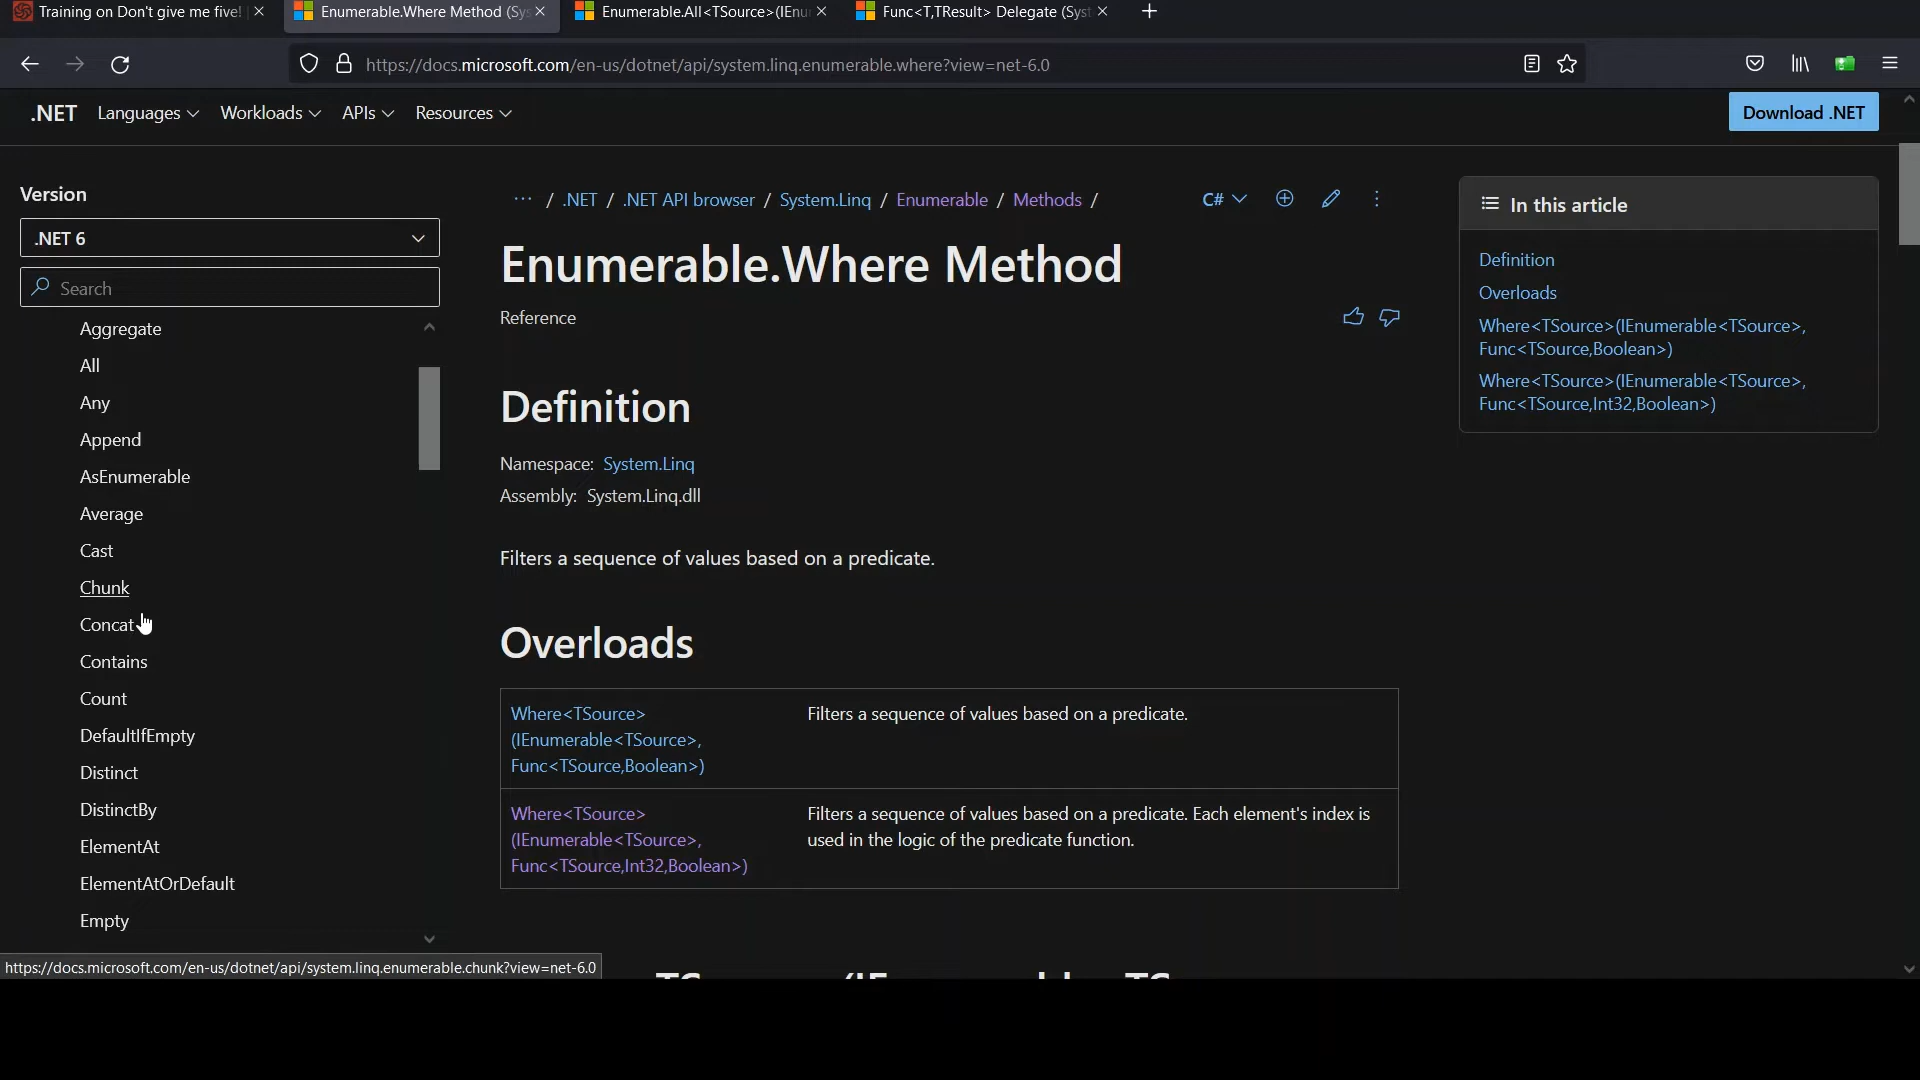 Training on Don't give me five!
Enumerable.Where Method (Sys
Enumerable.All<TSource>(IEnu
Func<T,TResult> Delegate (Syst
https://docs.microsoft.com/en-us/dotnet/api/system.linq.enumerable.where?view=net-6.0
.NET Languages Workloads APIs Resources
Download .NET
Version
.NET 6
Search
Aggregate
All
Any
Append
AsEnumerable
Average
Cast
Chunk
Concat
Contains
Count
DefaultIfEmpty
Distinct
DistinctBy
ElementAt
ElementAtOrDefault
Empty
··· / .NET / .NET API browser / System.Linq / Enumerable / Methods /
C#
Enumerable.Where Method
Reference
Definition
Namespace: System.Linq
Assembly: System.Linq.dll
Filters a sequence of values based on a predicate.
Overloads
Where<TSource>
(IEnumerable<TSource>,
Func<TSource,Boolean>)
Filters a sequence of values based on a predicate.
Where<TSource>
(IEnumerable<TSource>,
Func<TSource,Int32,Boolean>)
Filters a sequence of values based on a predicate. Each element's index is
used in the logic of the predicate function.
In this article
Definition
Overloads
Where<TSource>(IEnumerable<TSource>,
Func<TSource,Boolean>)
Where<TSource>(IEnumerable<TSource>,
Func<TSource,Int32,Boolean>)
https://docs.microsoft.com/en-us/dotnet/api/system.linq.enumerable.chunk?view=net-6.0